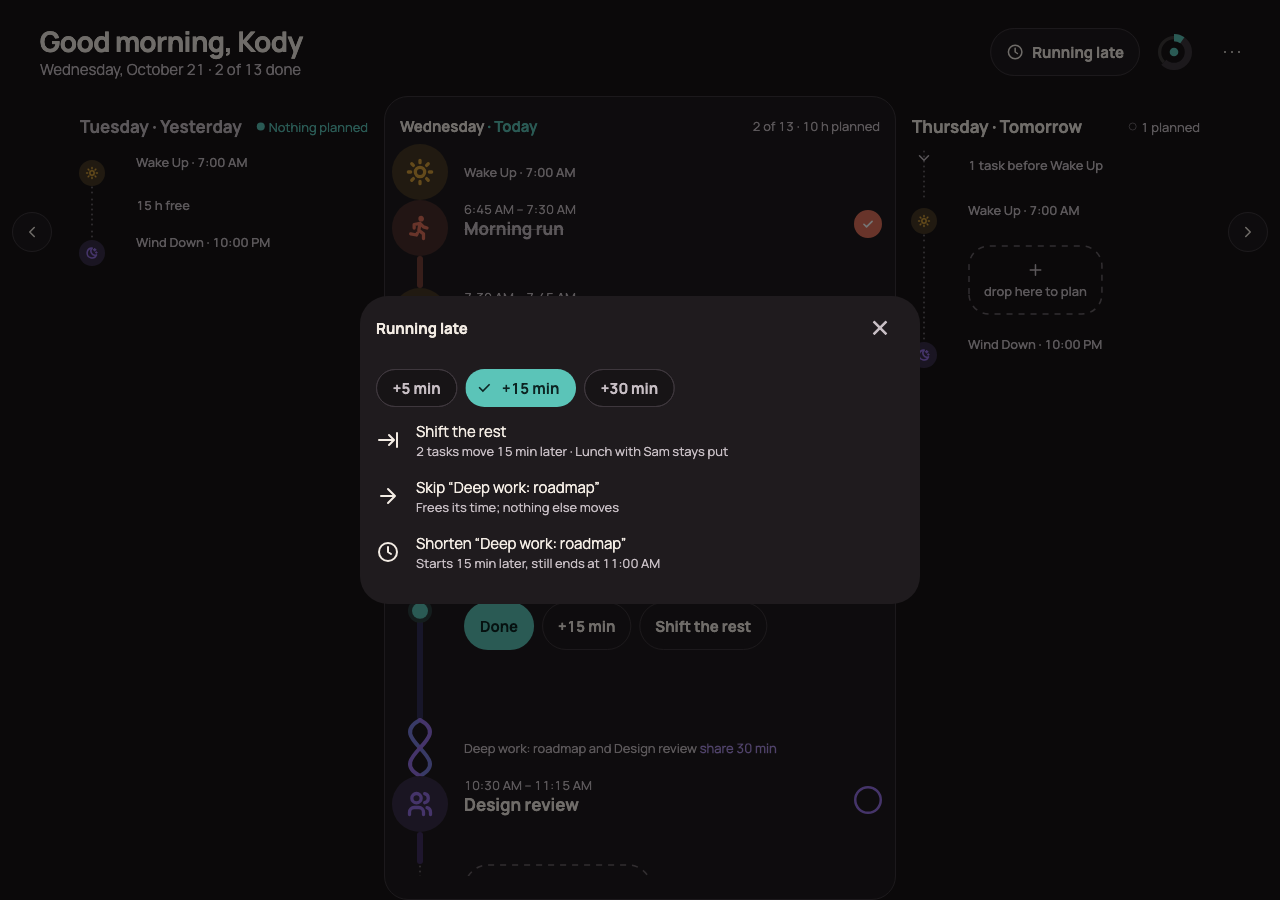 Good morning, Kody
Wednesday, October 21 · 2 of 13 done
Running late
Tuesday · Yesterday
Nothing planned
Wake Up · 7:00 AM
15 h free
Wind Down · 10:00 PM
Wednesday · Today
2 of 13 · 10 h planned
Wake Up · 7:00 AM
6:45 AM – 7:30 AM
Morning run
7:30 AM – 7:45 AM
Thursday · Tomorrow
1 planned
1 task before Wake Up
Wake Up · 7:00 AM
drop here to plan
Wind Down · 10:00 PM
Running late
+5 min
+15 min
+30 min
Shift the rest
2 tasks move 15 min later · Lunch with Sam stays put
Skip “Deep work: roadmap”
Frees its time; nothing else moves
Shorten “Deep work: roadmap”
Starts 15 min later, still ends at 11:00 AM
Done
+15 min
Shift the rest
Deep work: roadmap and Design review share 30 min
10:30 AM – 11:15 AM
Design review